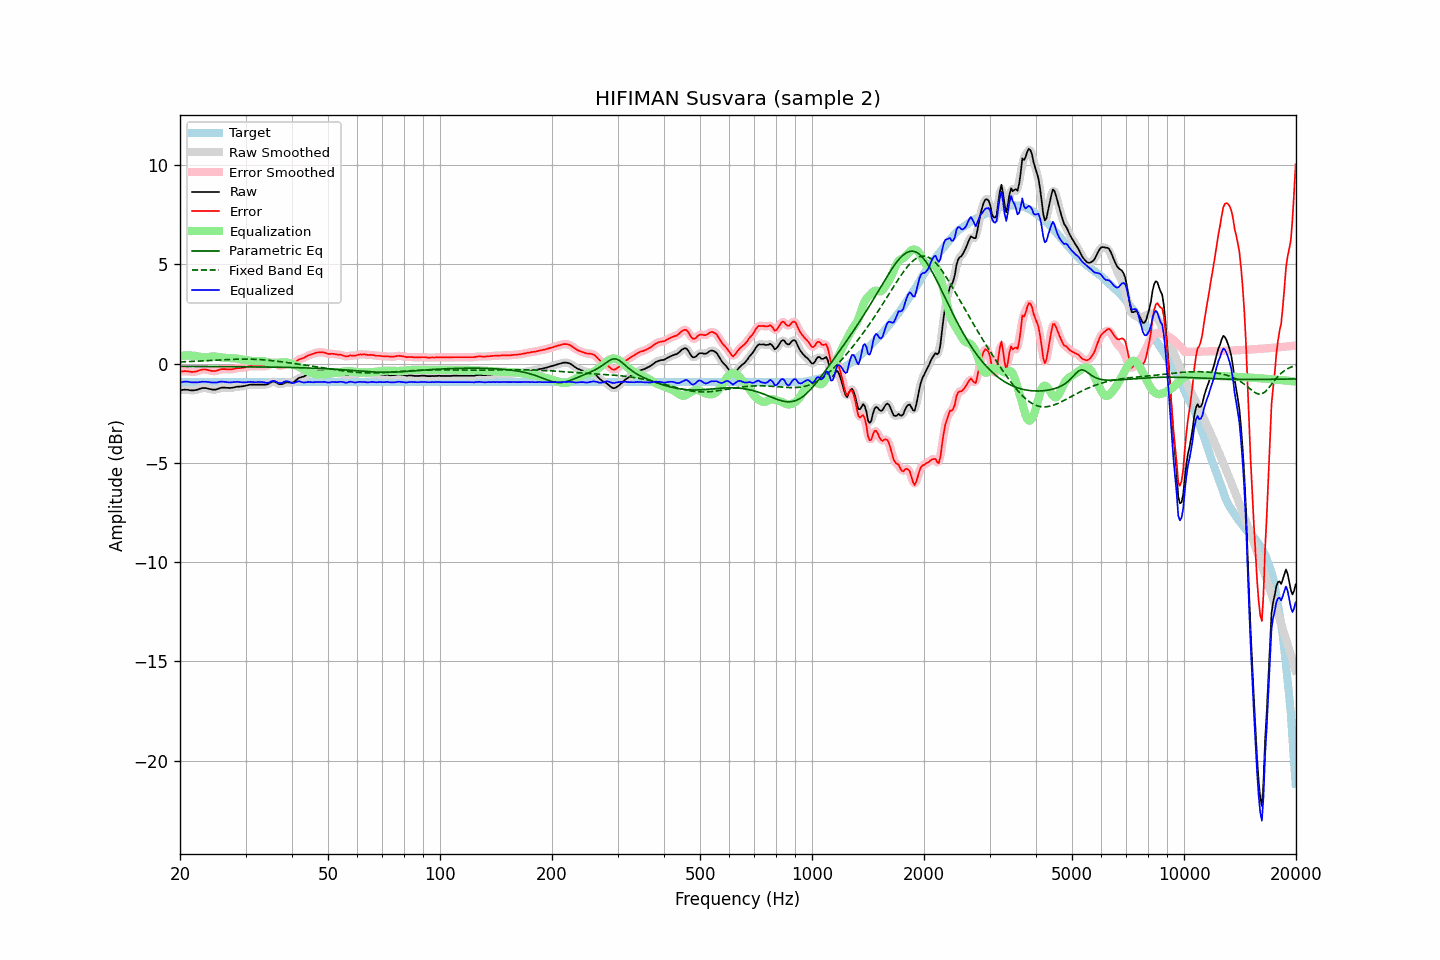 HIFIMAN Susvara (sample 2)
Target
Raw Smoothed
Error Smoothed
Raw
Error
Equalization
Parametric Eq
Fixed Band Eq
Equalized
10
5
0
−5
−10
−15
−20
Amplitude (dBr)
20 50 100 200 500 1000 2000 5000 10000 20000
Frequency (Hz)